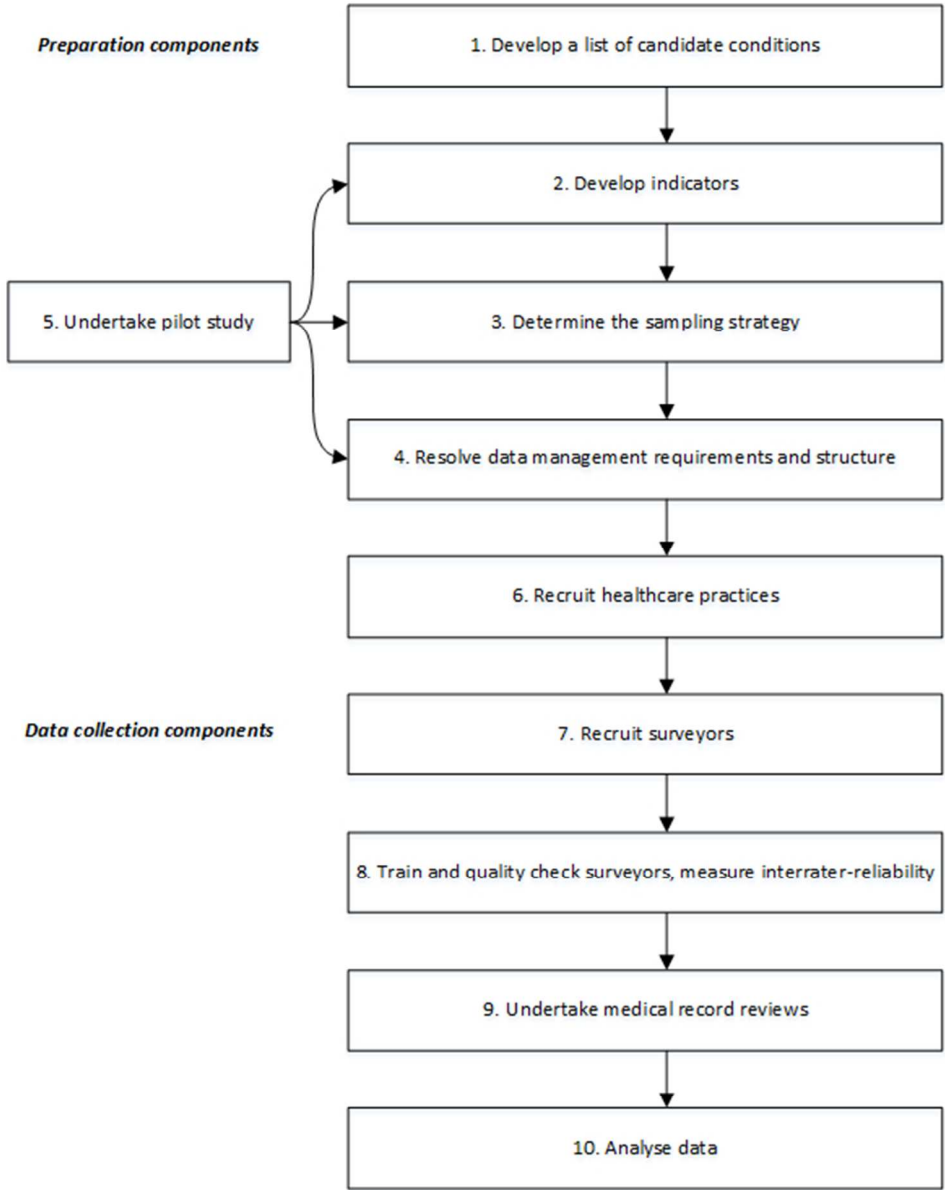 Preparation components
1. Develop a list of candidate conditions
2. Develop indicators
5. Undertake pilot study
3. Determine the sampling strategy
4. Resolve data management requirements and structure
6. Recruit healthcare practices
Data collection components
7. Recruit surveyors
8. Train and quality check surveyors, measure interrater-reliability
9. Undertake medical record reviews
10. Analyse data